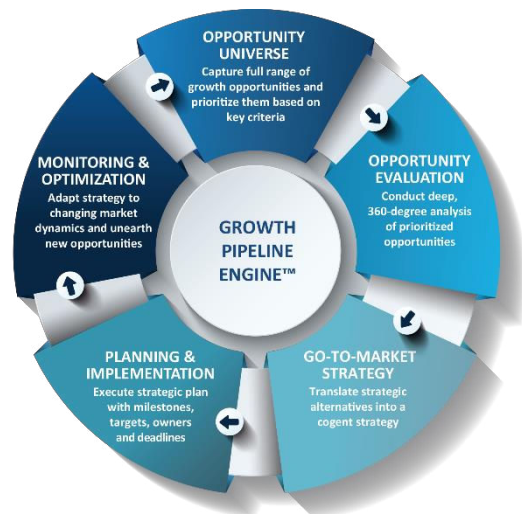 OPPORTUNITY
UNIVERSE
Capture full range of
growth opportunities and
prioritize them based on
key criteria
OPPORTUNITY
EVALUATION
Conduct deep,
360-degree analysis
of prioritized
opportunities
GO-TO-MARKET
STRATEGY
Translate strategic
alternatives into a
cogent strategy
PLANNING &
IMPLEMENTATION
Execute strategic plan
with milestones,
targets, owners
and deadlines
MONITORING &
OPTIMIZATION
Adapt strategy to
changing market
dynamics and unearth
new opportunities
GROWTH
PIPELINE
ENGINE™